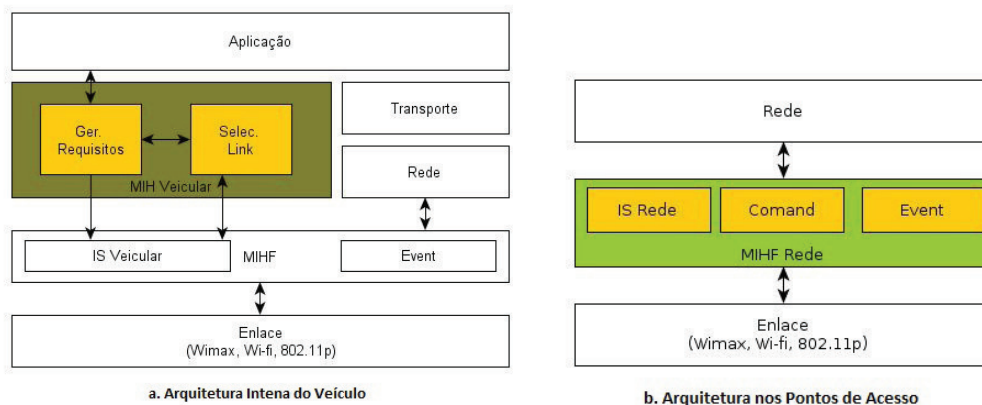 Aplicação
Ger.
Requisitos
Selec.
Link
MIH Veicular
Transporte
Rede
IS Veicular
MIHF
Event
Enlace
(Wimax, Wi-fi, 802.11p)
a. Arquitetura Intena do Veículo
Rede
IS Rede
Comand
Event
MIHF Rede
Enlace
(Wimax, Wi-fi, 802.11p)
b. Arquitetura nos Pontos de Acesso